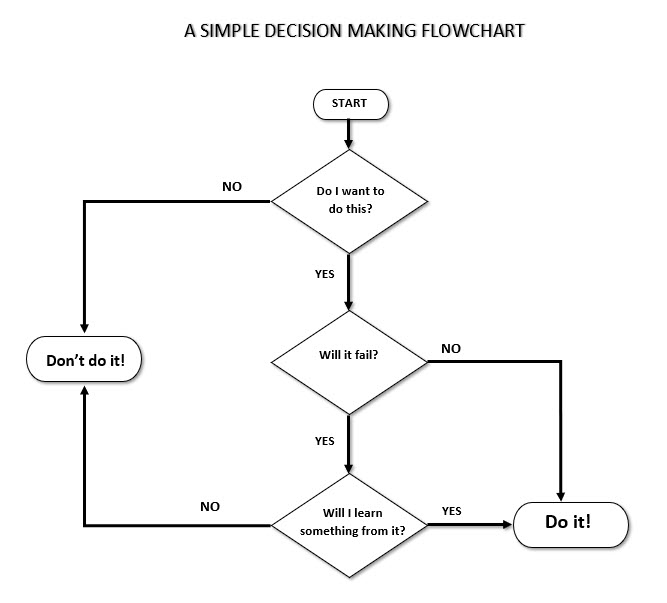 A SIMPLE DECISION MAKING FLOWCHART
START
Do I want to
do this?
NO
YES
Will it fail?
NO
Don't do it!
YES
Will I learn
something from it?
NO
YES
Do it!